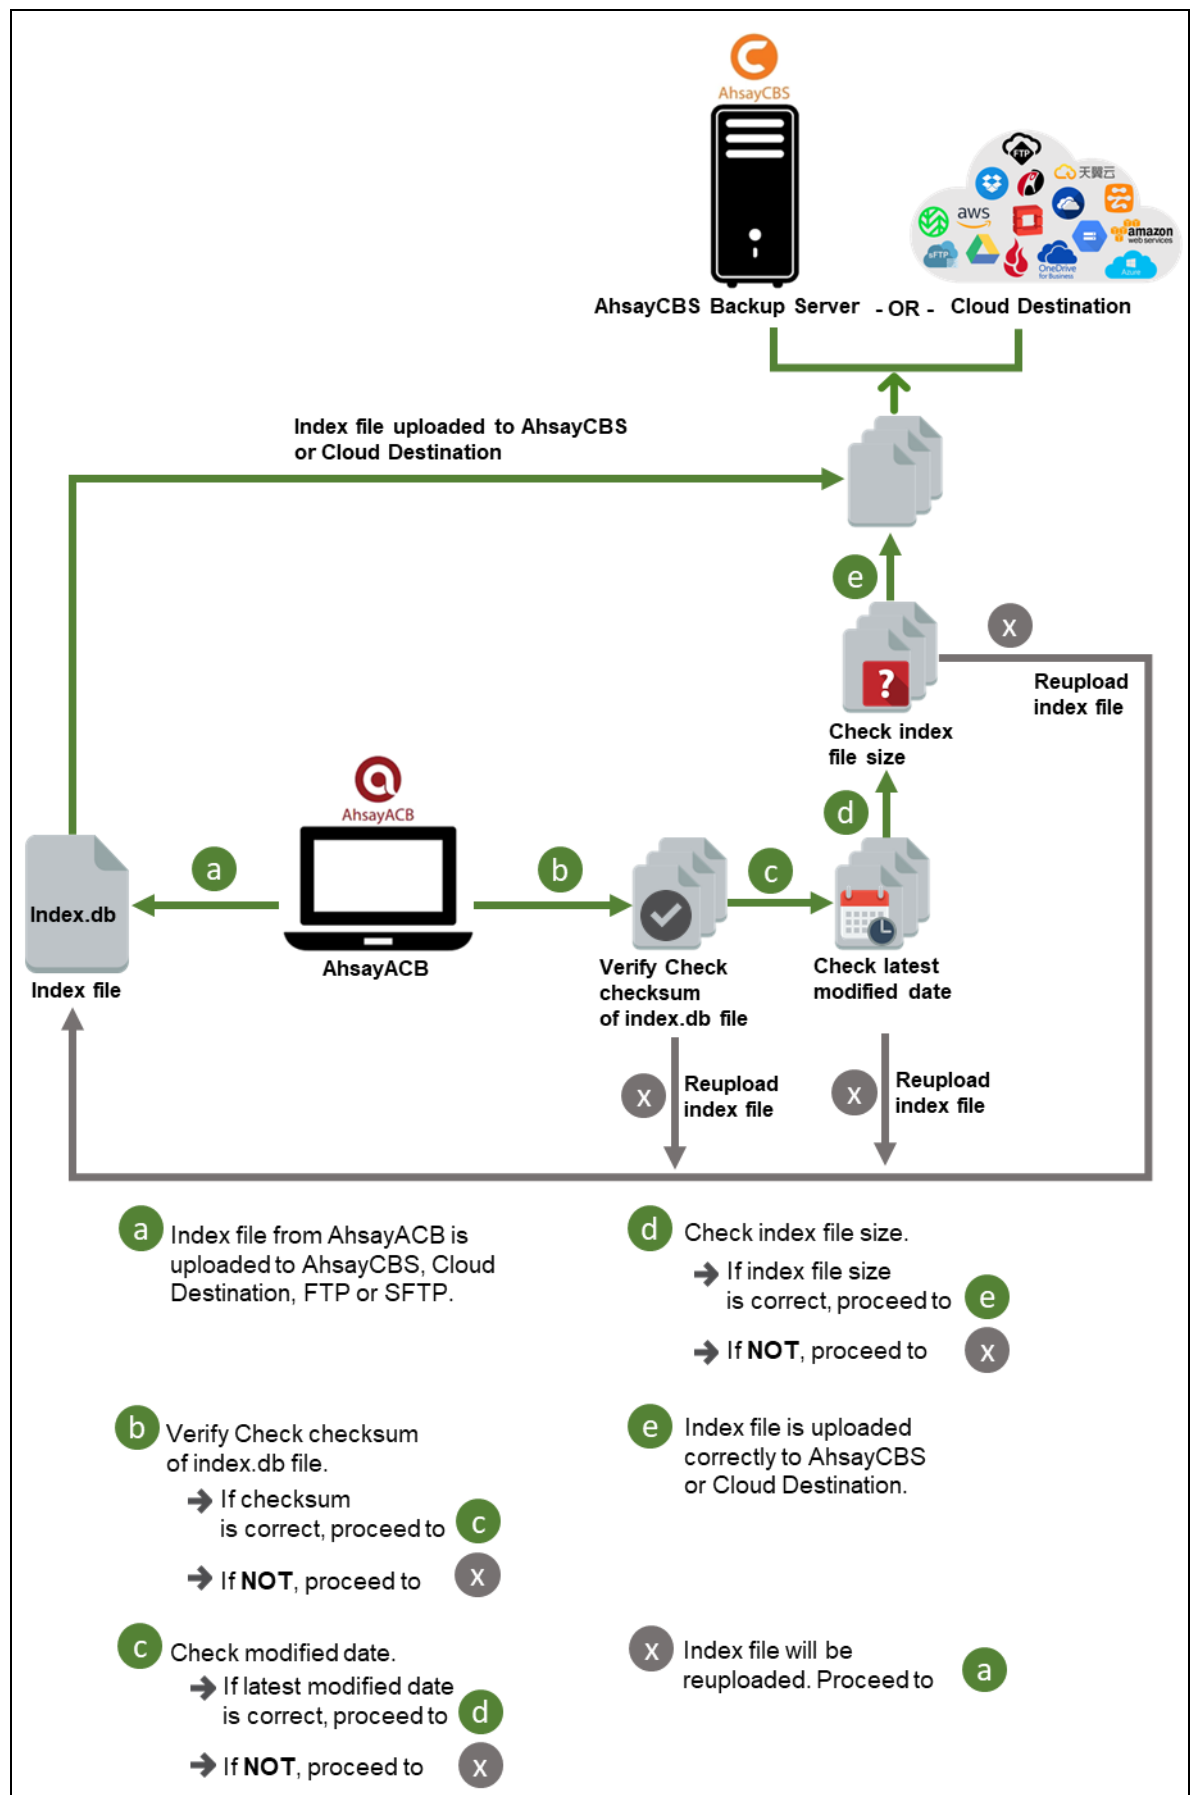 AhsayCBS
FTP
天翼云
aws
amazon
web services
sFTP
OneDrive
for Business
Azure
AhsayCBS Backup Server - OR - Cloud Destination
Index file uploaded to AhsayCBS
or Cloud Destination
e
x
?
Reupload
index file
Check index
file size
AhsayACB
d
a
b
c
Index.db
Index file
AhsayACB
Verify Check
checksum
of index.db file
Check latest
modified date
x
Reupload
index file
x
Reupload
index file
a Index file from AhsayACB is
uploaded to AhsayCBS, Cloud
Destination, FTP or SFTP.
b Verify Check checksum
of index.db file.
If checksum
is correct, proceed to c
If NOT, proceed to x
c Check modified date.
If latest modified date
is correct, proceed to d
If NOT, proceed to x
d Check index file size.
If index file size
is correct, proceed to e
If NOT, proceed to x
e Index file is uploaded
correctly to AhsayCBS
or Cloud Destination.
x Index file will be
reuploaded. Proceed to a